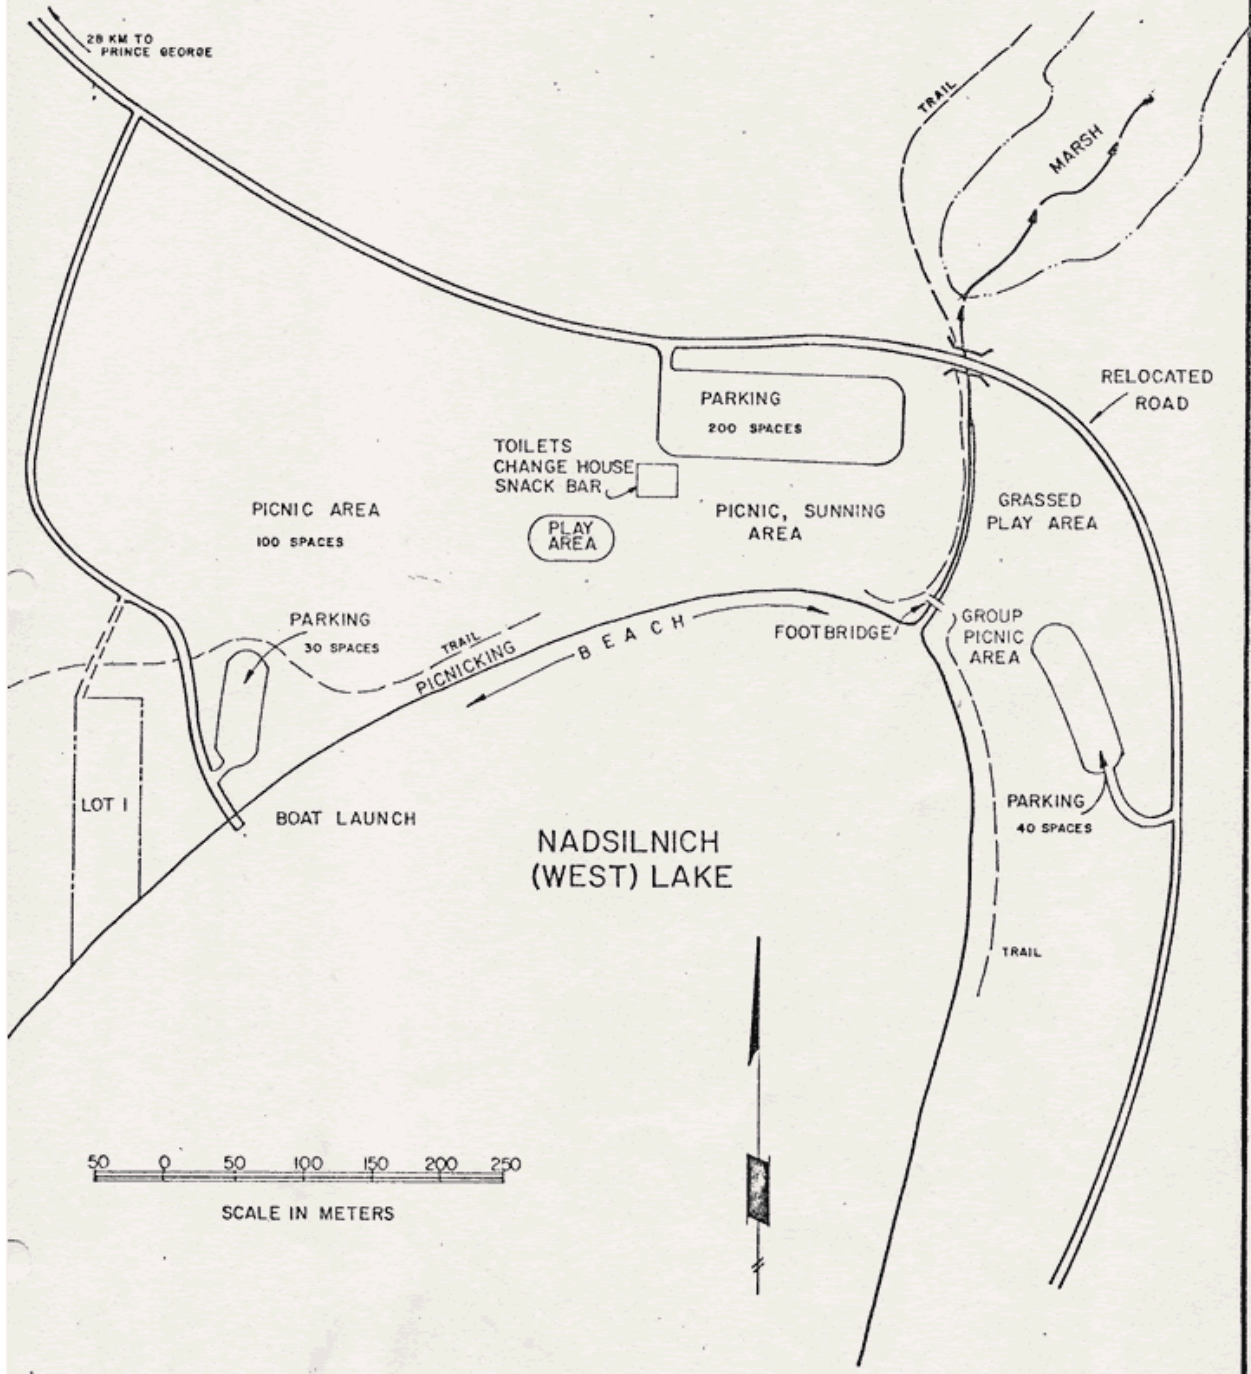 28 KM TO
PRINCE GEORGE
TRAIL
MARSH
RELOCATED
ROAD
PARKING
200 SPACES
TOILETS
CHANGE HOUSE
SNACK BAR
PICNIC AREA
100 SPACES
PLAY
AREA
PICNIC, SUNNING
AREA
GRASSED
PLAY AREA
PARKING
30 SPACES
TRAIL
PICNICKING
BEACH
FOOTBRIDGE
GROUP
PICNIC
AREA
LOT 1
BOAT LAUNCH
PARKING
40 SPACES
NADSILNICH
(WEST) LAKE
TRAIL
50 0 50 100 150 200 250
SCALE IN METERS